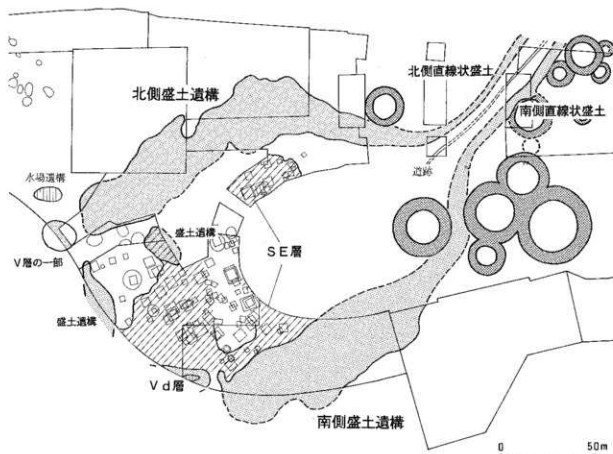 北側盛土遺構
北側直線状盛土
南側直線状盛土
道跡
水場遺構
盛土遺構
SE層
V層の一部
盛土遺構
Vd層
南側盛土遺構
0 50m